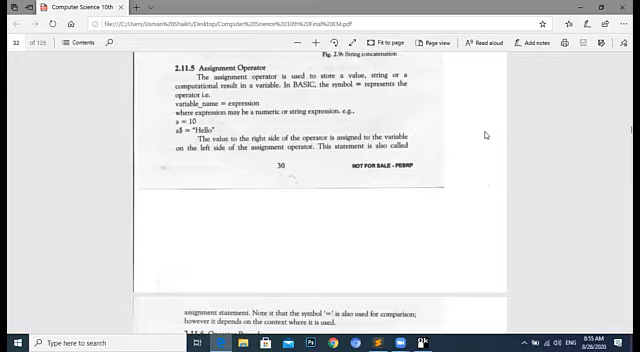 Computer Science 10th
file:///C:/Users/Usman%20Shaikh/Desktop/Computer%20Science%2010th%20Final%20CM.pdf
32 of 125 Contents Fit to page Page view Read aloud Add notes
Fig. 2.9: String concatenation
2.11.5 Assignment Operator
The assignment operator is used to store a value, string or a
computational result in a variable. In BASIC, the symbol = represents the
operator i.e.
variable_name = expression
where expression may be a numeric or string expression. e.g.,
a = 10
a$ = "Hello"
The value to the right side of the operator is assigned to the variable
on the left side of the assignment operator. This statement is also called
30 NOT FOR SALE - PESRP
assignment statement. Note it that the symbol '=' is also used for comparison;
however it depends on the context where it is used.
Type here to search
ENG
8:55 AM
8/26/2020